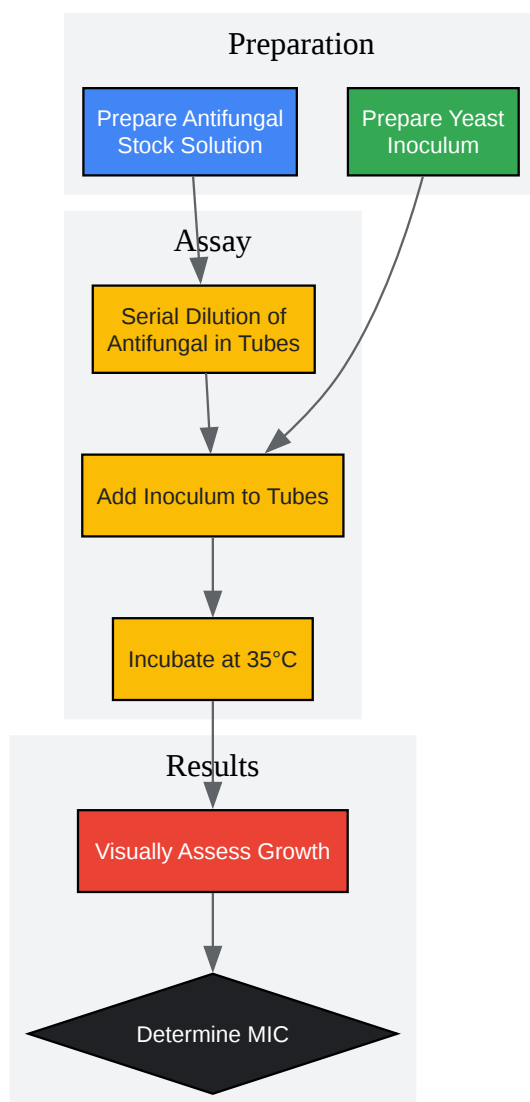 Preparation
Prepare Antifungal
Stock Solution
Prepare Yeast
Inoculum
Assay
Serial Dilution of
Antifungal in Tubes
Add Inoculum to Tubes
Incubate at 35°C
Results
Visually Assess Growth
Determine MIC